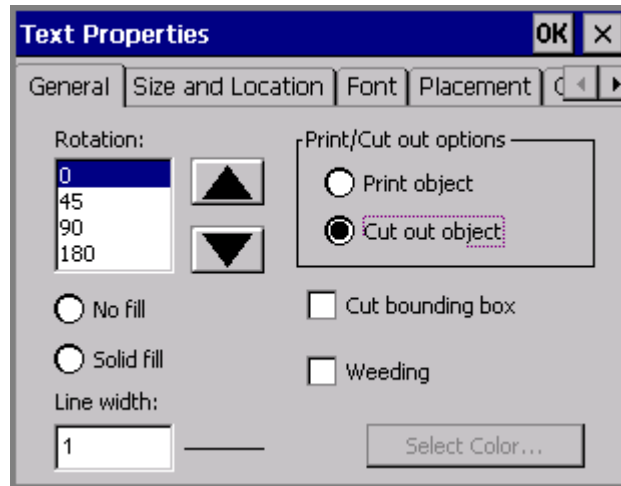 Text Properties OK
General Size and Location Font Placement
Rotation:
0
45
90
180
Print/Cut out options
Print object
Cut out object
No fill
Solid fill
Cut bounding box
Weeding
Line width:
1
Select Color...